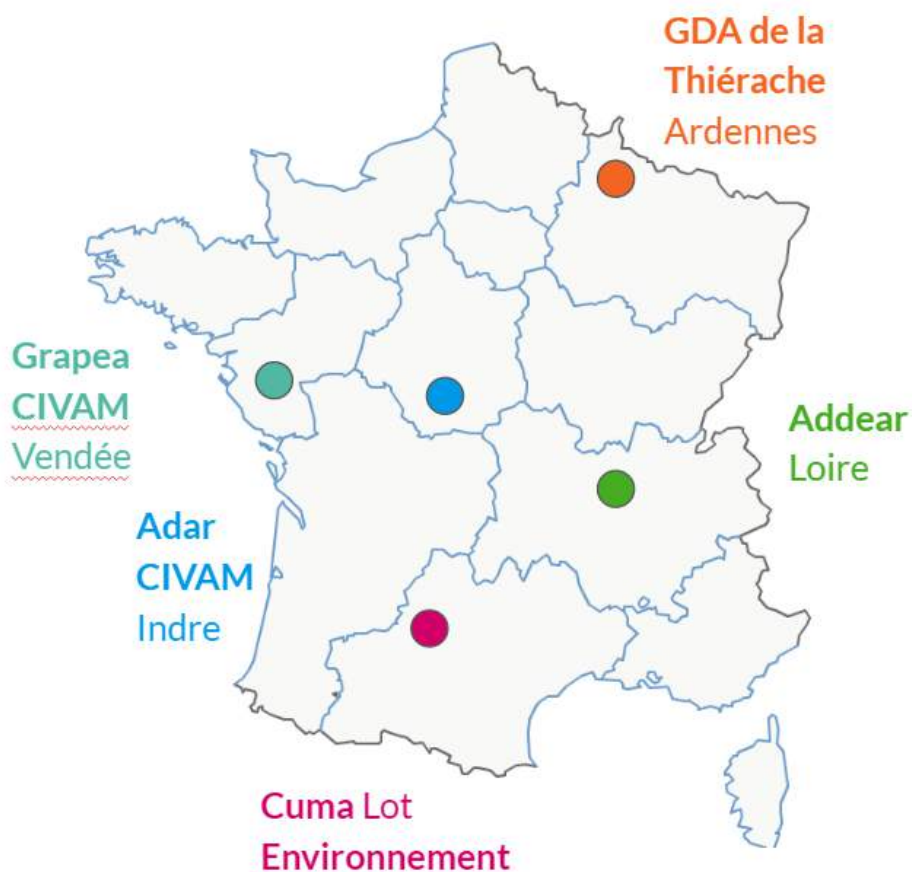 GDA de la
Thiérache
Ardennes
Grapea
CIVAM
Vendée
Addear
Loire
Adar
CIVAM
Indre
Cuma Lot
Environnement